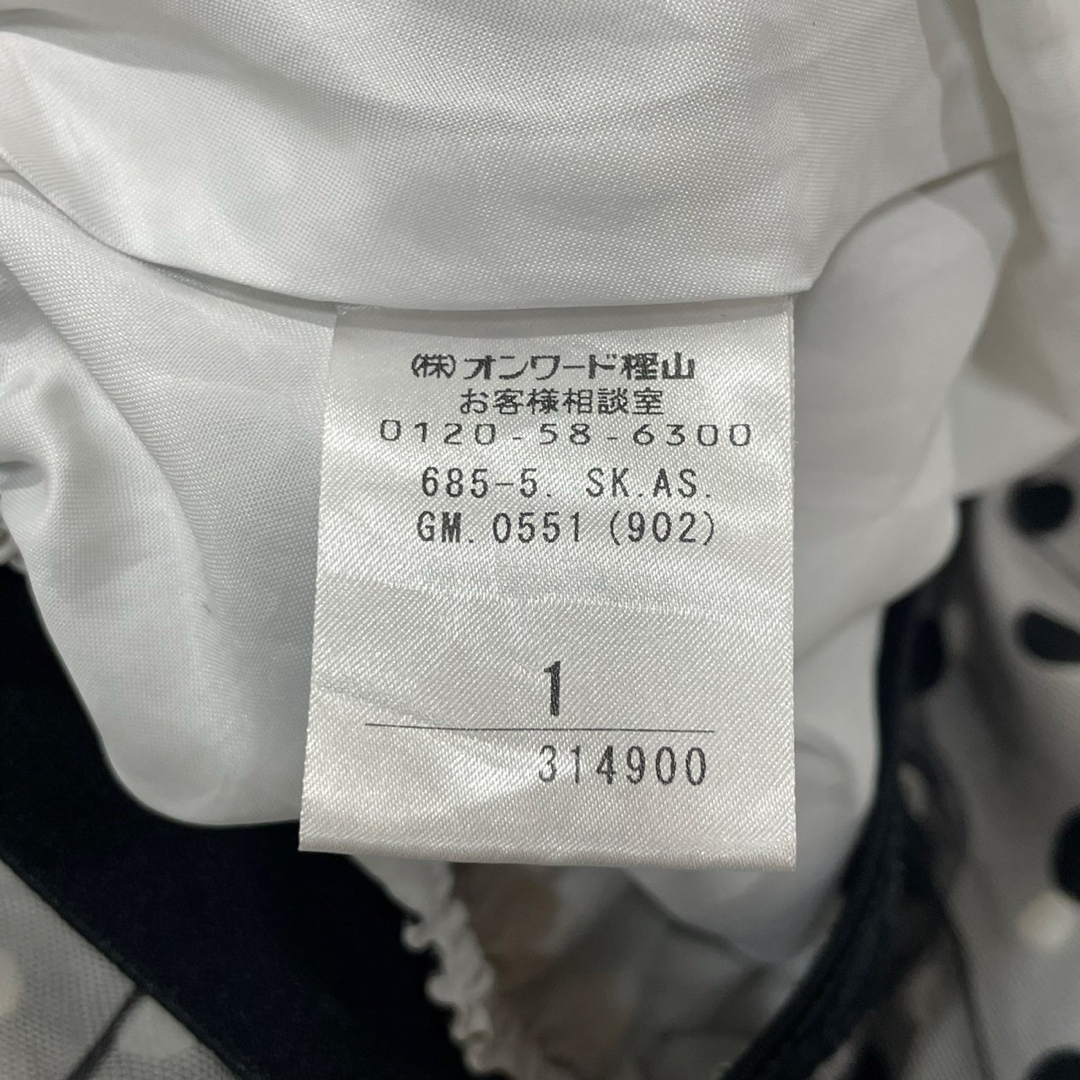 (株)オンワード樫山
お客様相談室
0120-58-6300
685-5. SK.AS.
GM. 0551 (902)
1
314900